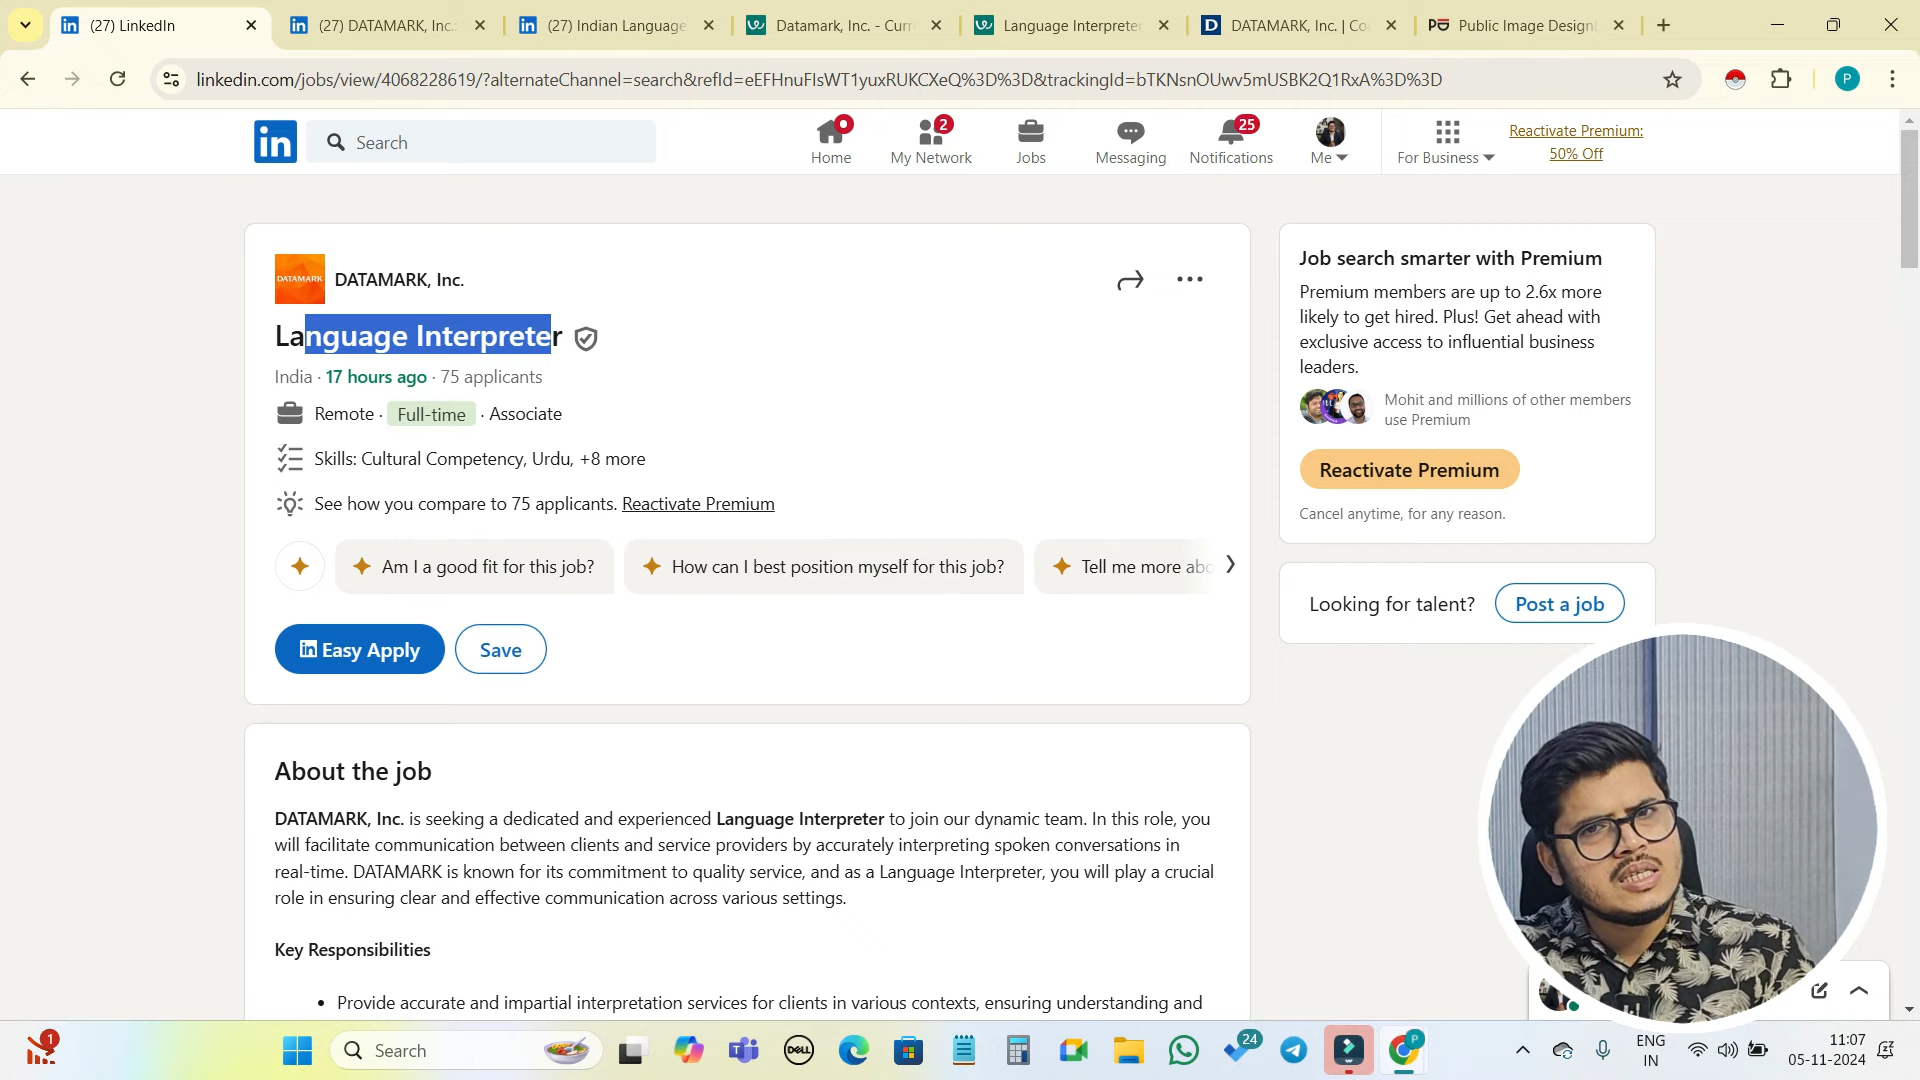 (27) LinkedIn
(27) DATAMARK, Inc.:
(27) Indian Language
Datamark, Inc. - Curr
Language Interpreter
DATAMARK, Inc. | Co
Public Image Design
linkedin.com/jobs/view/4068228619/?alternateChannel=search&refId=eEFHnuFIsWT1yuxRUKCXeQ%3D%3D&trackingId=bTKNsnOUwv5mUSBK2Q1RxA%3D%3D
P
in
Search
Home
2
My Network
Jobs
Messaging
25
Notifications
Me
For Business
Reactivate Premium:
50% Off
DATAMARK
DATAMARK, Inc.
Language Interpreter
India · 17 hours ago · 75 applicants
Remote · Full-time · Associate
Skills: Cultural Competency, Urdu, +8 more
See how you compare to 75 applicants. Reactivate Premium
Am I a good fit for this job?
How can I best position myself for this job?
Tell me more abo
Easy Apply
Save
Job search smarter with Premium
Premium members are up to 2.6x more
likely to get hired. Plus! Get ahead with
exclusive access to influential business
leaders.
Mohit and millions of other members
use Premium
Reactivate Premium
Cancel anytime, for any reason.
Looking for talent?
Post a job
About the job
DATAMARK, Inc. is seeking a dedicated and experienced Language Interpreter to join our dynamic team. In this role, you
will facilitate communication between clients and service providers by accurately interpreting spoken conversations in
real-time. DATAMARK is known for its commitment to quality service, and as a Language Interpreter, you will play a crucial
role in ensuring clear and effective communication across various settings.
Key Responsibilities
• Provide accurate and impartial interpretation services for clients in various contexts, ensuring understanding and
1
Search
DELL
24
P
ENG
IN
11:07
05-11-2024